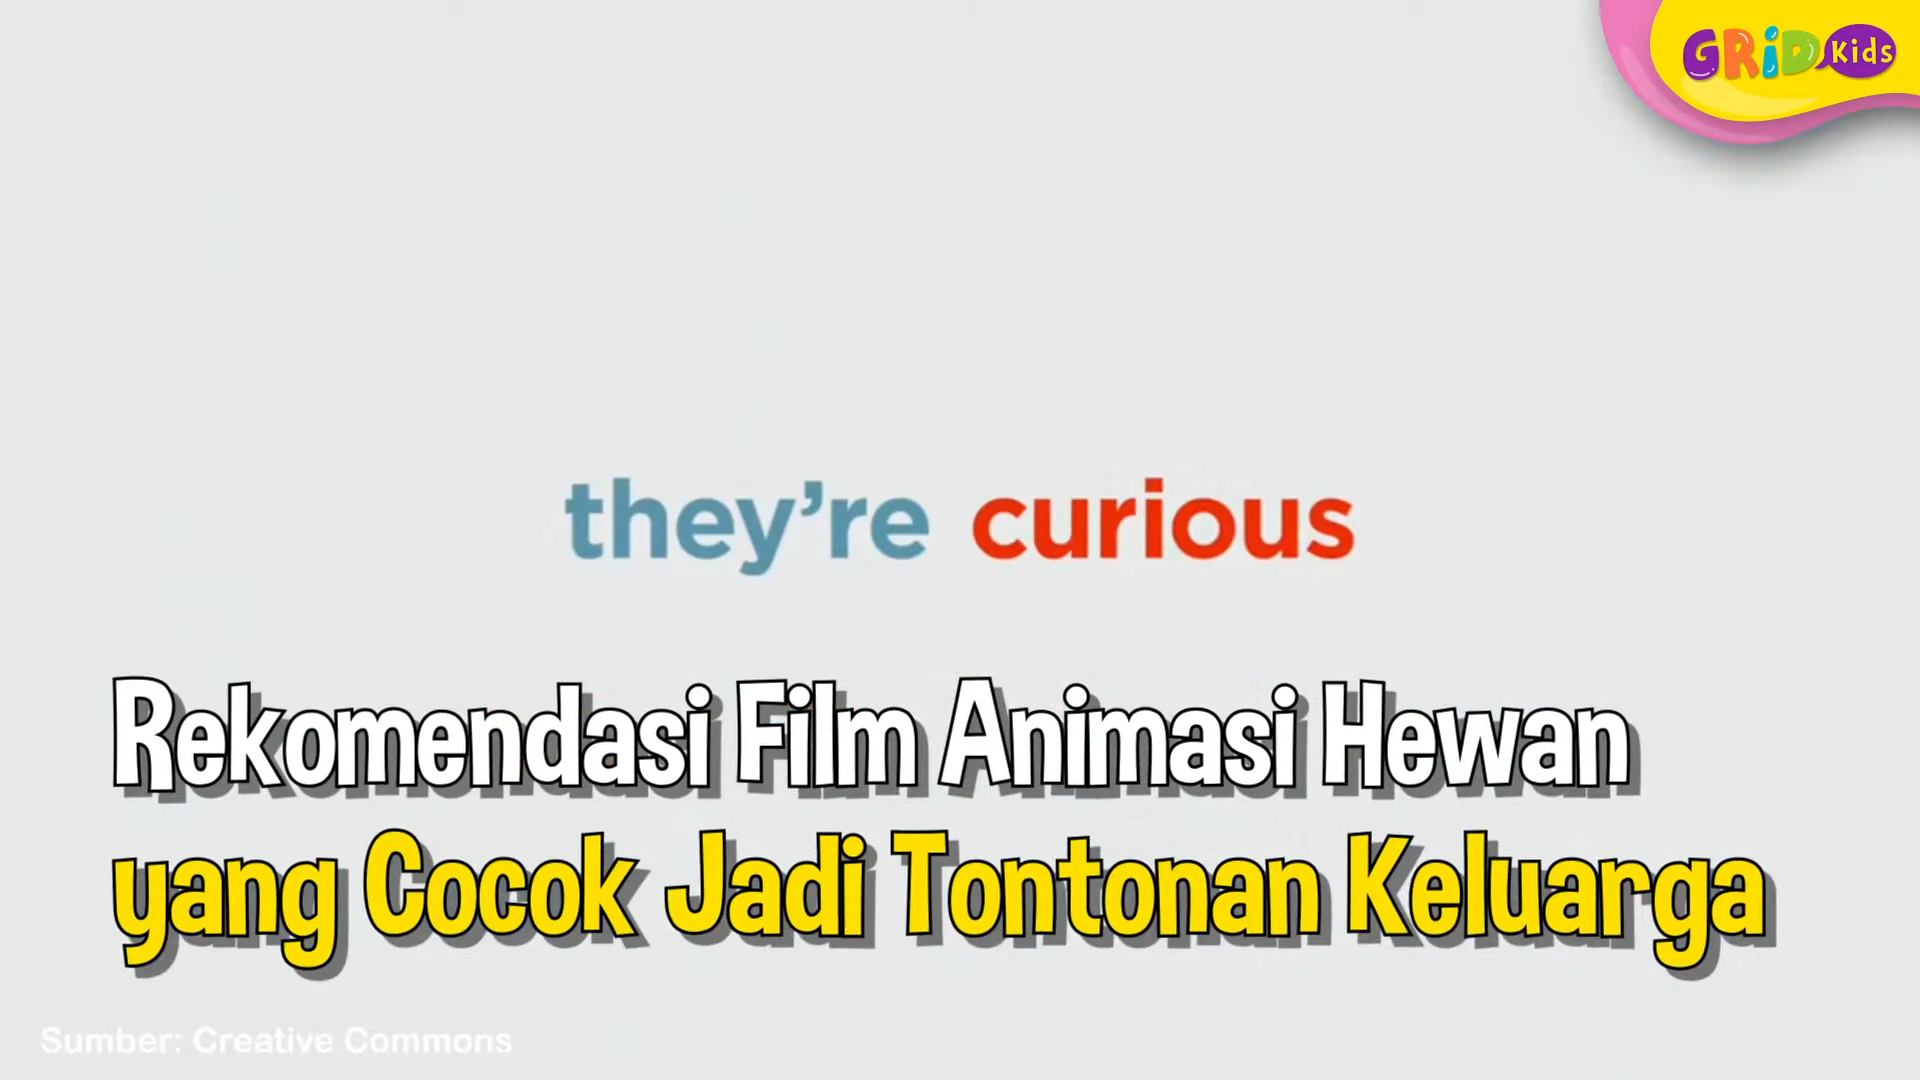 GRiD Kids
they're curious
Rekomendasi Film Animasi Hewan
yang Cocok Jadi Tontonan Keluarga
Sumber: Creative Commons